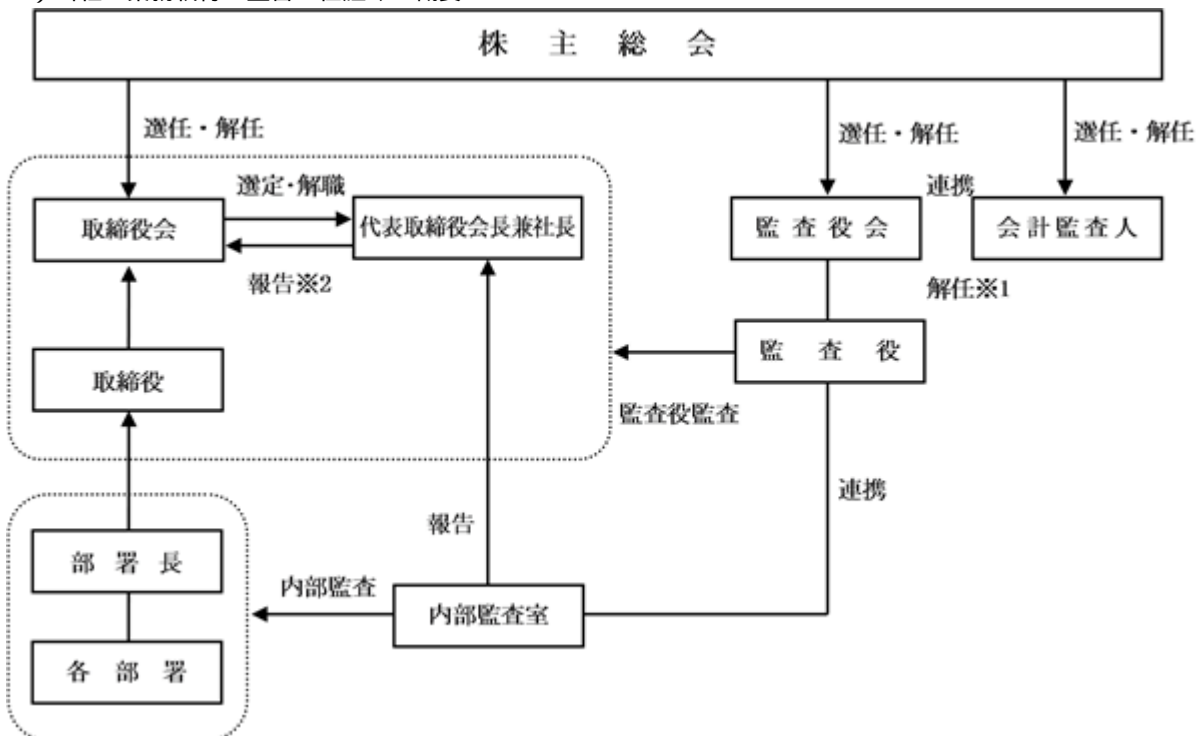 株主総会
選任・解任
選任・解任
選任・解任
選定・解職
連携
取締役会
代表取締役会長兼社長
監査役会
会計監査人
報告※2
解任※1
監査役
取締役
監査役監査
連携
報告
部署長
内部監査
内部監査室
各部署